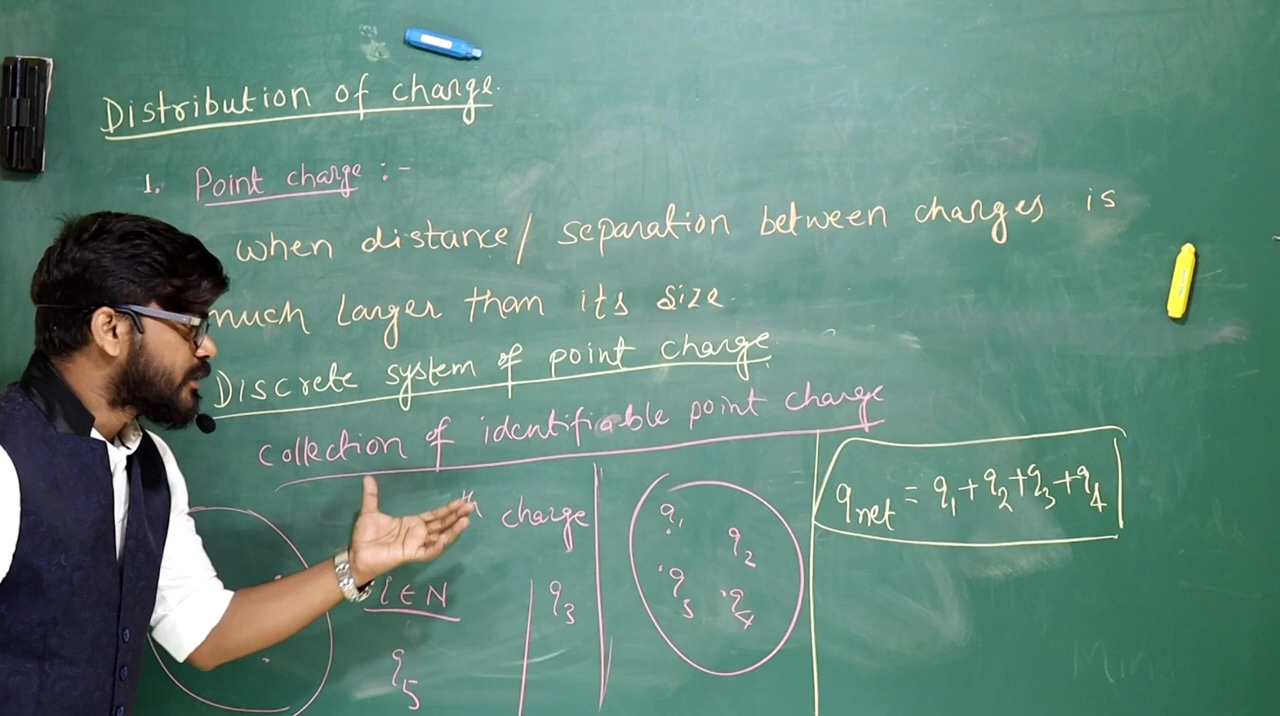 Distribution of charge.
1. Point charge :-
when distance/ separation between charges is
much larger than its size.
Discrete system of point charge.
collection of identifiable point charge
th charge
i ∈ N
q5
q3
q1
q2
q3
q4
qnet = q1+q2+q3+q4